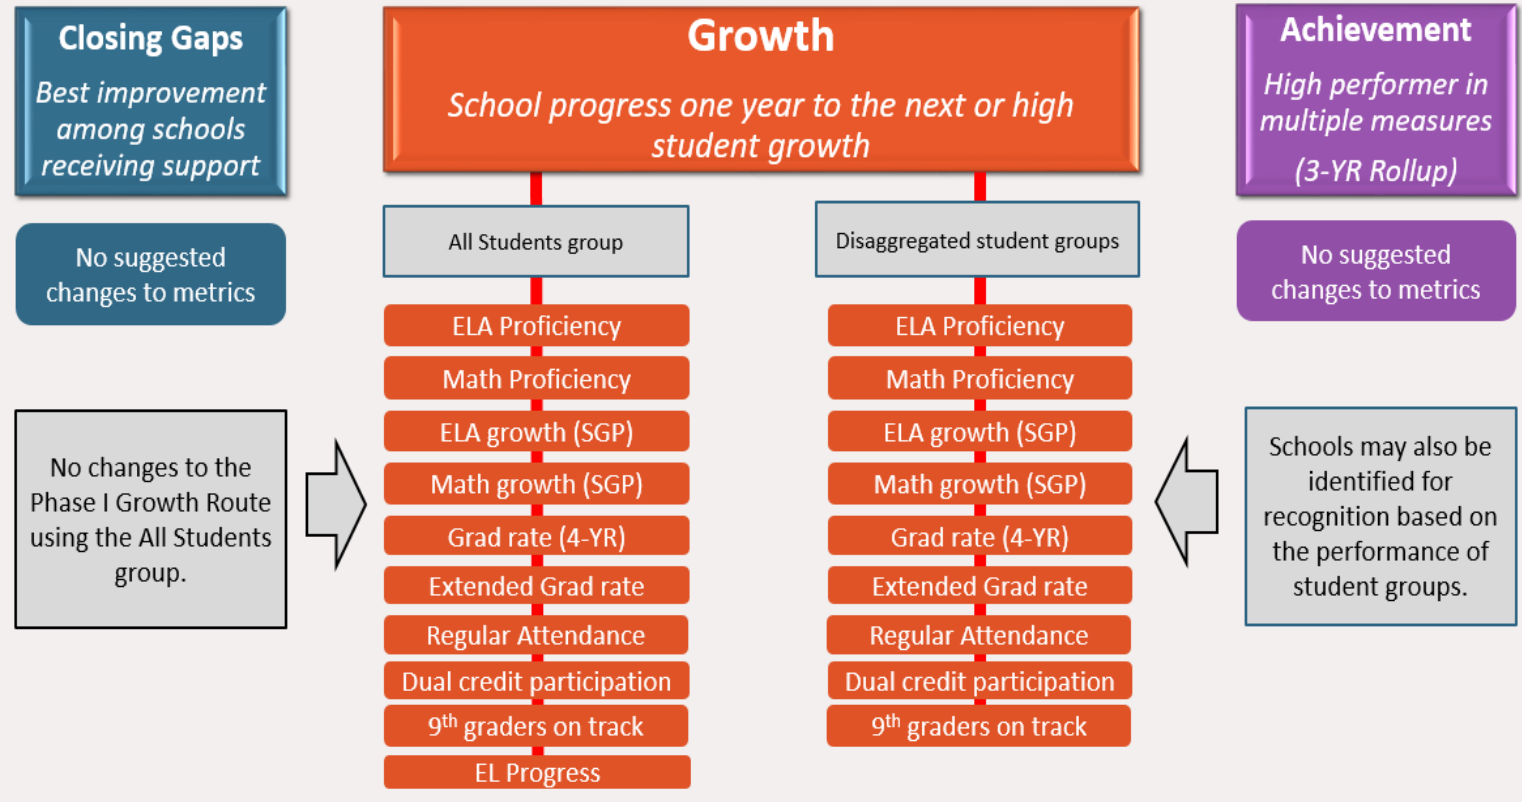 Closing Gaps
Best improvement
among schools
receiving support
No suggested
changes to metrics
No changes to the
Phase I Growth Route
using the All Students
group.
Growth
School progress one year to the next or high
student growth
All Students group
ELA Proficiency
Math Proficiency
ELA growth (SGP)
Math growth (SGP)
Grad rate (4-YR)
Extended Grad rate
Regular Attendance
Dual credit participation
9th graders on track
EL Progress
Disaggregated student groups
ELA Proficiency
Math Proficiency
ELA growth (SGP)
Math growth (SGP)
Grad rate (4-YR)
Extended Grad rate
Regular Attendance
Dual credit participation
9th graders on track
Achievement
High performer in
multiple measures
(3-YR Rollup)
No suggested
changes to metrics
Schools may also be
identified for
recognition based on
the performance of
student groups.